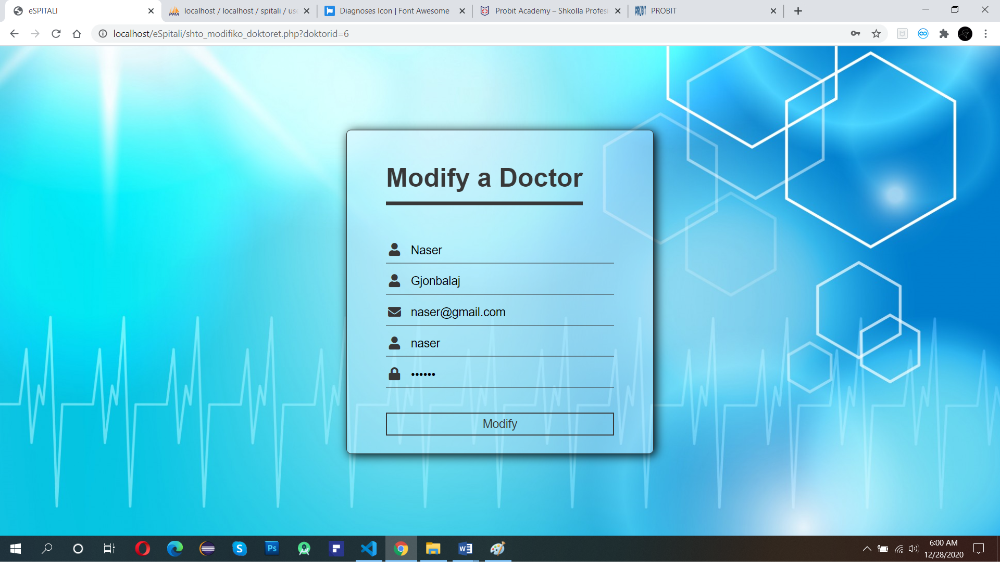 eSPITALI
localhost / localhost / spitali / use
Diagnoses Icon | Font Awesome
Probit Academy – Shkolla Profesi
PROBIT
localhost/eSpitali/shto_modifiko_doktoret.php?doktorid=6
Modify a Doctor
Naser
Gjonbalaj
naser@gmail.com
naser
••••••
Modify
6:00 AM
12/28/2020